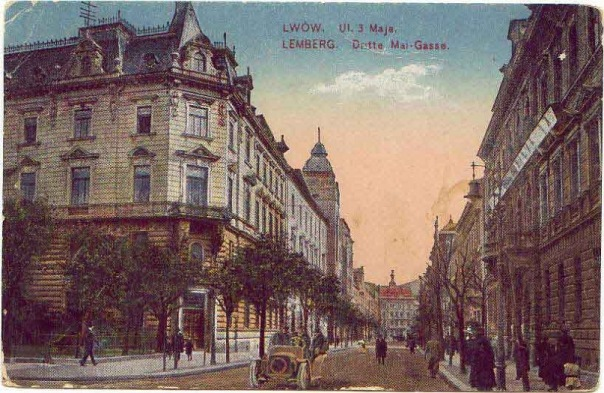 LWÓW. Ul. 3 Maja.
LEMBERG. Dritte Mai-Gasse.